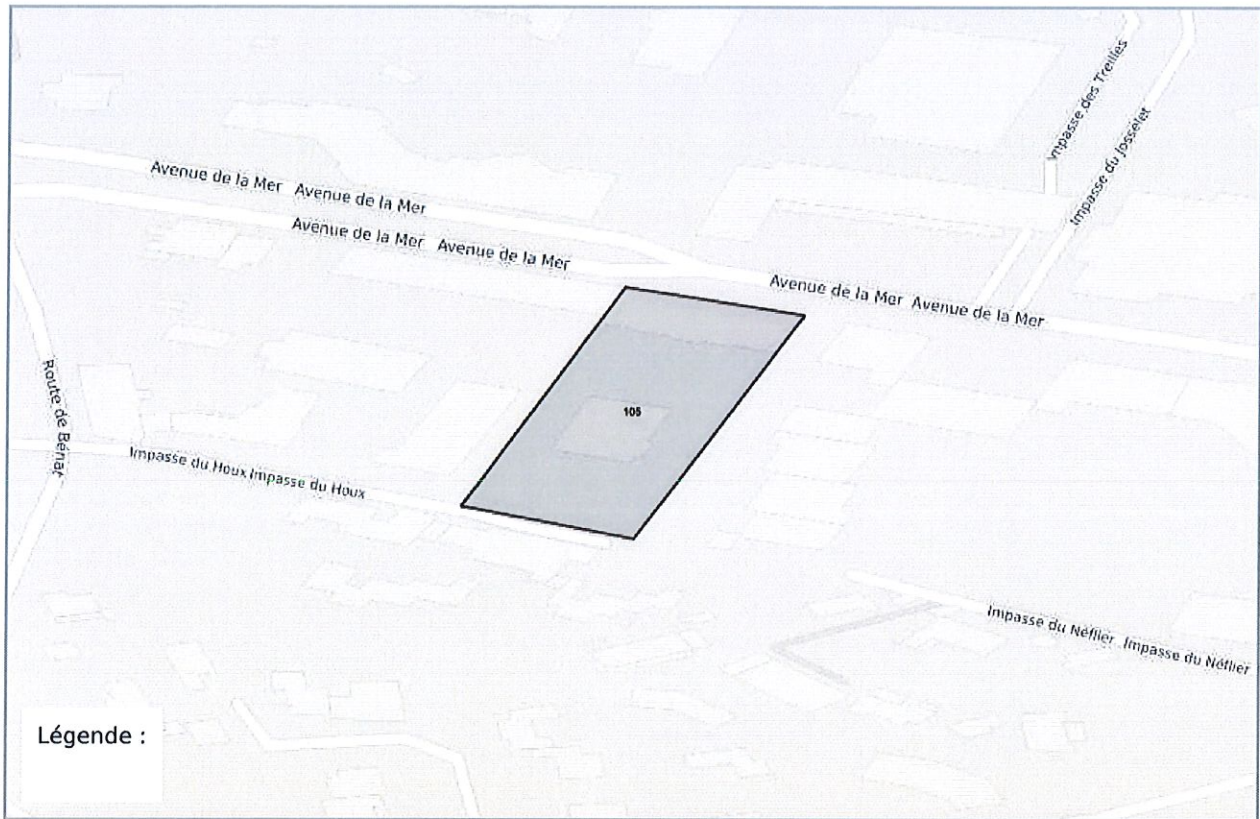 Impasse des Treilles
Impasse du Josselet
Avenue de la Mer Avenue de la Mer
Avenue de la Mer Avenue de la Mer
Avenue de la Mer Avenue de la Mer
Route de Bénat
105
Impasse du Houx Impasse du Houx
Impasse du Néflier Impasse du Néflier
Légende :